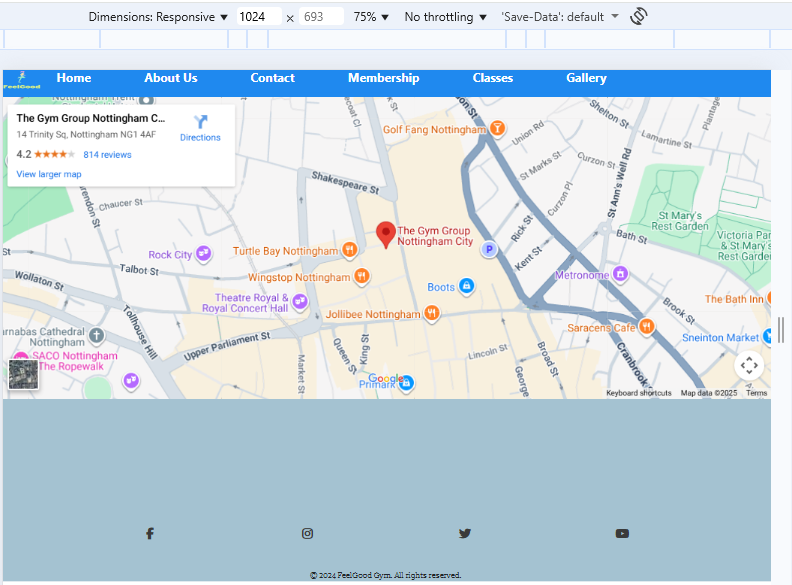 Dimensions: Responsive ▼ 1024 × 693 75% ▼ No throttling ▼ 'Save-Data': default
FeelGood
Home About Us Contact Membership Classes Gallery
The Gym Group Nottingham C...
14 Trinity Sq, Nottingham NG1 4AF
Directions
4.2 814 reviews
View larger map
Nottingham Trent
Golf Fang Nottingham
Union Rd
Shelton St
Plantage
Lamartine St
St Marks St
Curzon St
Curzon Pl
St Ann's Well Rd
Shakespeare St
Chaucer St
St Mary's
Rest Garden
Victoria Par
& St Mary's
Rest Garden
The Gym Group
Nottingham City
Rick St
Bath St
Kent St
P
Rock City
Turtle Bay Nottingham
Talbot St
Wollaton St
Wingstop Nottingham
Metronome
Boots
Theatre Royal &
Royal Concert Hall
Brook St
The Bath Inn
Jollibee Nottingham
Tollhouse Hill
Saracens Cafe
Sneinton Market
arnabas Cathedral
Nottingham
Upper Parliament St
Queen St
King St
Lincoln St
Broad St
Cranbrook
SACO Nottingham
The Ropewalk
Market St
George
Google
Primark
Keyboard shortcuts Map data ©2025 Terms
© 2024 FeelGood Gym. All rights reserved.